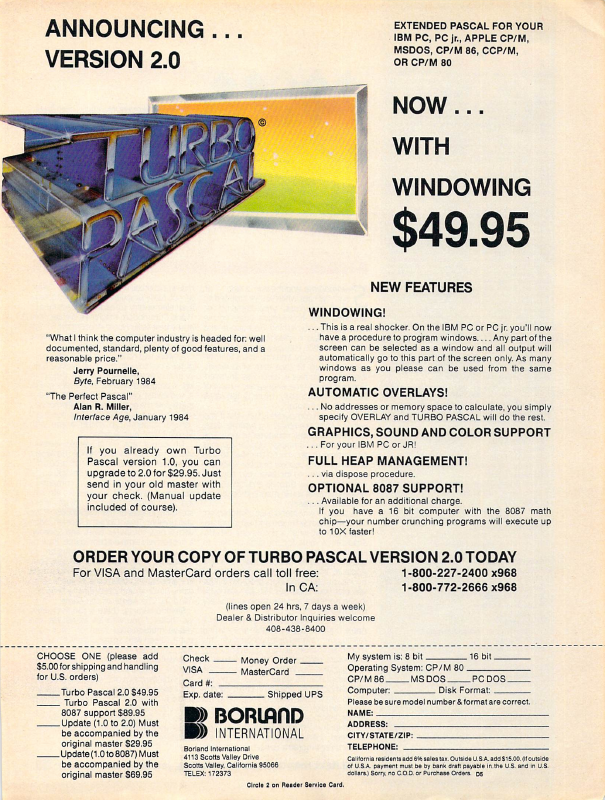 ANNOUNCING . . .
VERSION 2.0
EXTENDED PASCAL FOR YOUR
IBM PC, PC jr., APPLE CP/M,
MSDOS, CP/M 86, CCP/M,
OR CP/M 80
TURBO ©
PASCAL
NOW . . .
WITH
WINDOWING
$49.95
"What I think the computer industry is headed for: well
documented, standard, plenty of good features, and a
reasonable price."
Jerry Pournelle,
Byte, February 1984
"The Perfect Pascal"
Alan R. Miller,
Interface Age, January 1984
If you already own Turbo
Pascal version 1.0, you can
upgrade to 2.0 for $29.95. Just
send in your old master with
your check. (Manual update
included of course).
NEW FEATURES
WINDOWING!
. . . This is a real shocker. On the IBM PC or PC jr. you'll now
have a procedure to program windows. . . . Any part of the
screen can be selected as a window and all output will
automatically go to this part of the screen only. As many
windows as you please can be used from the same
program.
AUTOMATIC OVERLAYS!
. . . No addresses or memory space to calculate, you simply
specify OVERLAY and TURBO PASCAL will do the rest.
GRAPHICS, SOUND AND COLOR SUPPORT
. . . For your IBM PC or JR!
FULL HEAP MANAGEMENT!
. . . via dispose procedure.
OPTIONAL 8087 SUPPORT!
. . . Available for an additional charge.
If you have a 16 bit computer with the 8087 math
chip—your number crunching programs will execute up
to 10X faster!
ORDER YOUR COPY OF TURBO PASCAL VERSION 2.0 TODAY
For VISA and MasterCard orders call toll free: 1-800-227-2400 x968
In CA: 1-800-772-2666 x968
(lines open 24 hrs, 7 days a week)
Dealer & Distributor Inquiries welcome
408-438-8400
CHOOSE ONE (please add
$5.00 for shipping and handling
for U.S. orders)
____ Turbo Pascal 2.0 $49.95
____ Turbo Pascal 2.0 with
8087 support $89.95
____ Update (1.0 to 2.0) Must
be accompanied by the
original master $29.95
____ Update (1.0 to 8087) Must
be accompanied by the
original master $69.95
Check ____ Money Order ____
VISA ____ MasterCard ____
Card #: ____
Exp. date: ____ Shipped UPS
BORLAND
INTERNATIONAL
Borland International
4113 Scotts Valley Drive
Scotts Valley, California 95066
TELEX: 172373
My system is: 8 bit ____ 16 bit ____
Operating System: CP/M 80 ____
CP/M 86 ____ MS DOS ____ PC DOS ____
Computer: ____ Disk Format: ____
Please be sure model number & format are correct.
NAME: ____
ADDRESS: ____
CITY/STATE/ZIP: ____
TELEPHONE: ____
California residents add 6% sales tax. Outside U.S.A. add $15.00. (If outside
of U.S.A. payment must be by bank draft payable in the U.S. and in U.S.
dollars.) Sorry, no C.O.D. or Purchase Orders. D5
Circle 2 on Reader Service Card.